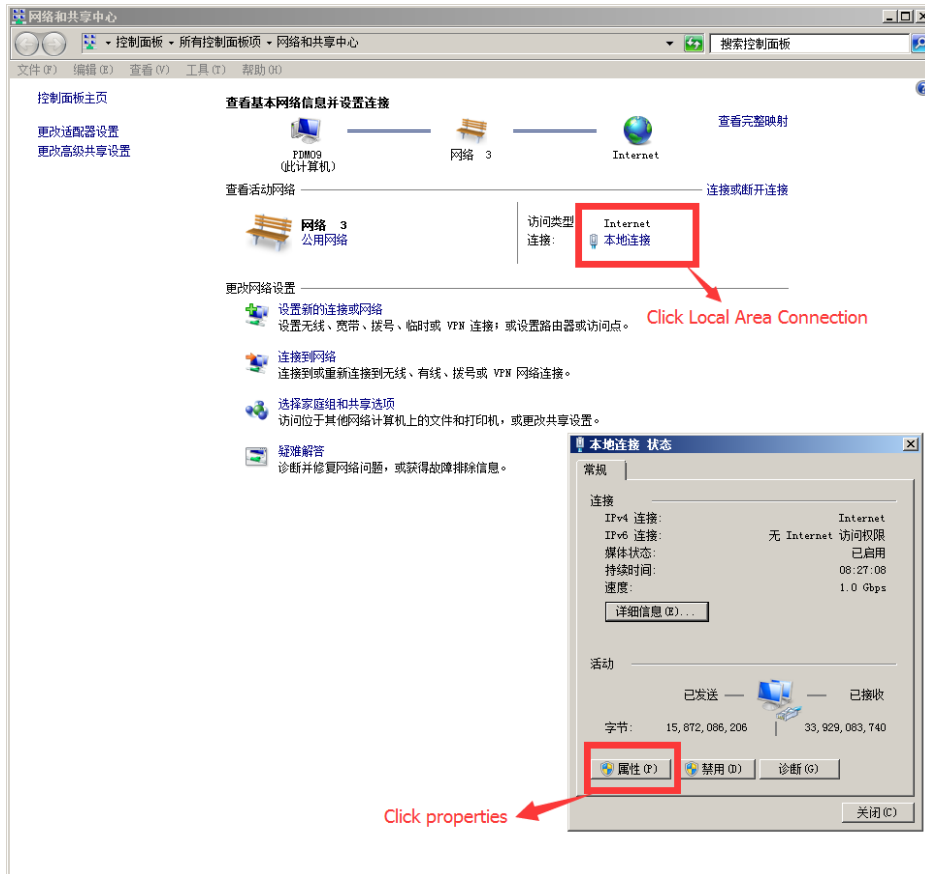 网络和共享中心
控制面板 所有控制面板项 网络和共享中心 搜索控制面板
文件(F) 编辑(E) 查看(V) 工具(T) 帮助(H)
控制面板主页
更改适配器设置
更改高级共享设置
查看基本网络信息并设置连接
查看完整映射
PDM09
(此计算机)
网络 3
Internet
查看活动网络
连接或断开连接
网络 3
公用网络
访问类型
Internet
连接:
本地连接
Click Local Area Connection
更改网络设置
设置新的连接或网络
设置无线、宽带、拨号、临时或 VPN 连接；或设置路由器或访问点。
连接到网络
连接到或重新连接到无线、有线、拨号或 VPN 网络连接。
选择家庭组和共享选项
访问位于其他网络计算机上的文件和打印机，或更改共享设置。
疑难解答
诊断并修复网络问题，或获得故障排除信息。
本地连接 状态
常规
连接
IPv4 连接: Internet
IPv6 连接: 无 Internet 访问权限
媒体状态: 已启用
持续时间: 08:27:08
速度: 1.0 Gbps
详细信息(E)...
活动
已发送 — — 已接收
字节: 15,872,086,206 | 33,929,083,740
属性(P) 禁用(D) 诊断(G)
关闭(C)
Click properties